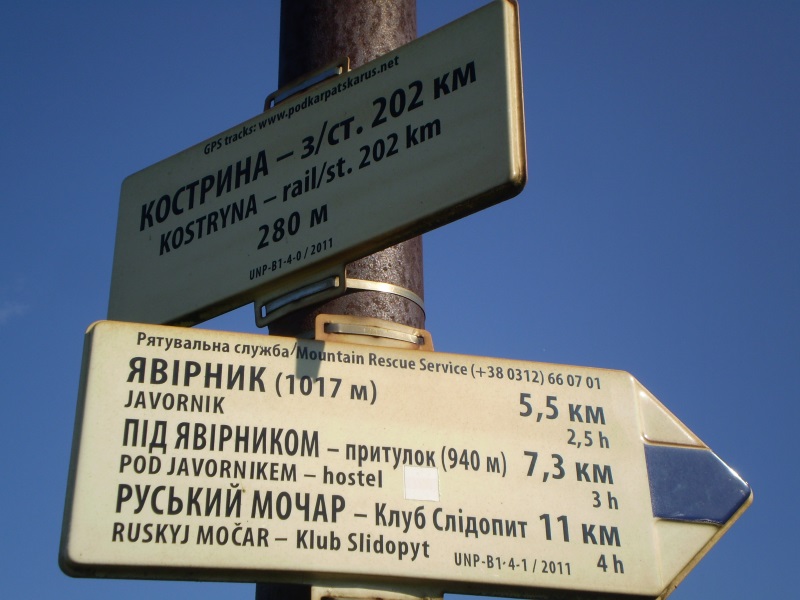 GPS tracks: www.podkarpatskarus.net
КОСТРИНА – з/ст. 202 км
KOSTRYNA – rail/st. 202 km
280 м
UNP-B1-4-0 / 2011
Рятувальна служба/Mountain Rescue Service (+38 0312) 66 07 01
ЯВІРНИК (1017 м) 5,5 км
JAVORNIK 2,5 h
ПІД ЯВІРНИКОМ – притулок (940 м) 7,3 км
POD JAVORNIKEM – hostel 3 h
РУСЬКИЙ МОЧАР – Клуб Слідопит 11 км
RUSKYJ MOČAR – Klub Slidopyt UNP-B1-4-1 / 2011 4h